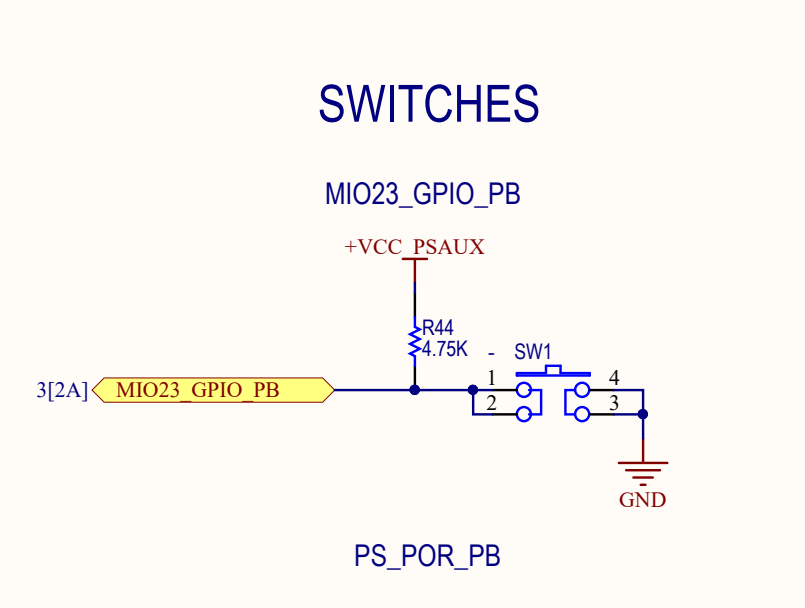 SWITCHES
MIO23_GPIO_PB
+VCC_PSAUX
R44
4.75K
- SW1
3[2A] MIO23_GPIO_PB
1 4
2 3
GND
PS_POR_PB